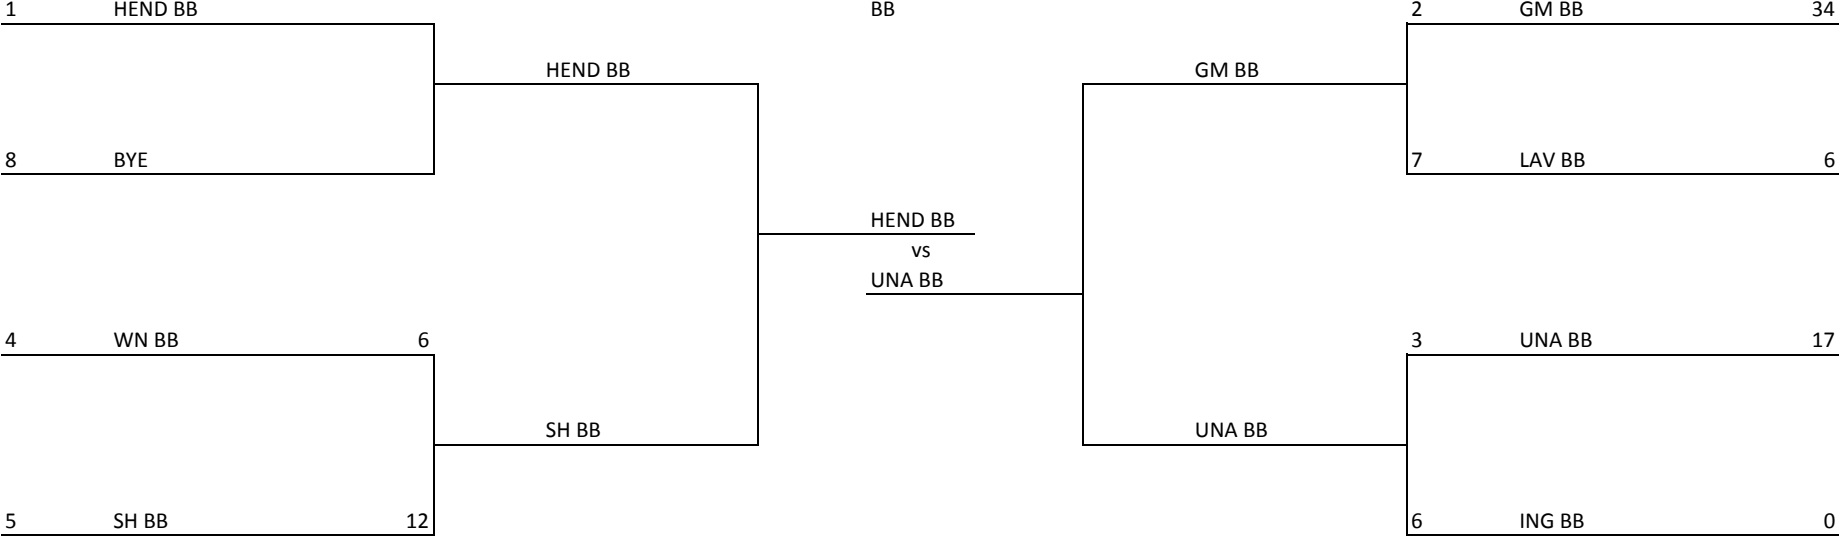 1 HEND BB BB 2 GM BB 34
HEND BB GM BB
8 BYE 7 LAV BB 6
HEND BB
vs
UNA BB
4 WN BB 6 3 UNA BB 17
SH BB UNA BB
5 SH BB 12 6 ING BB 0